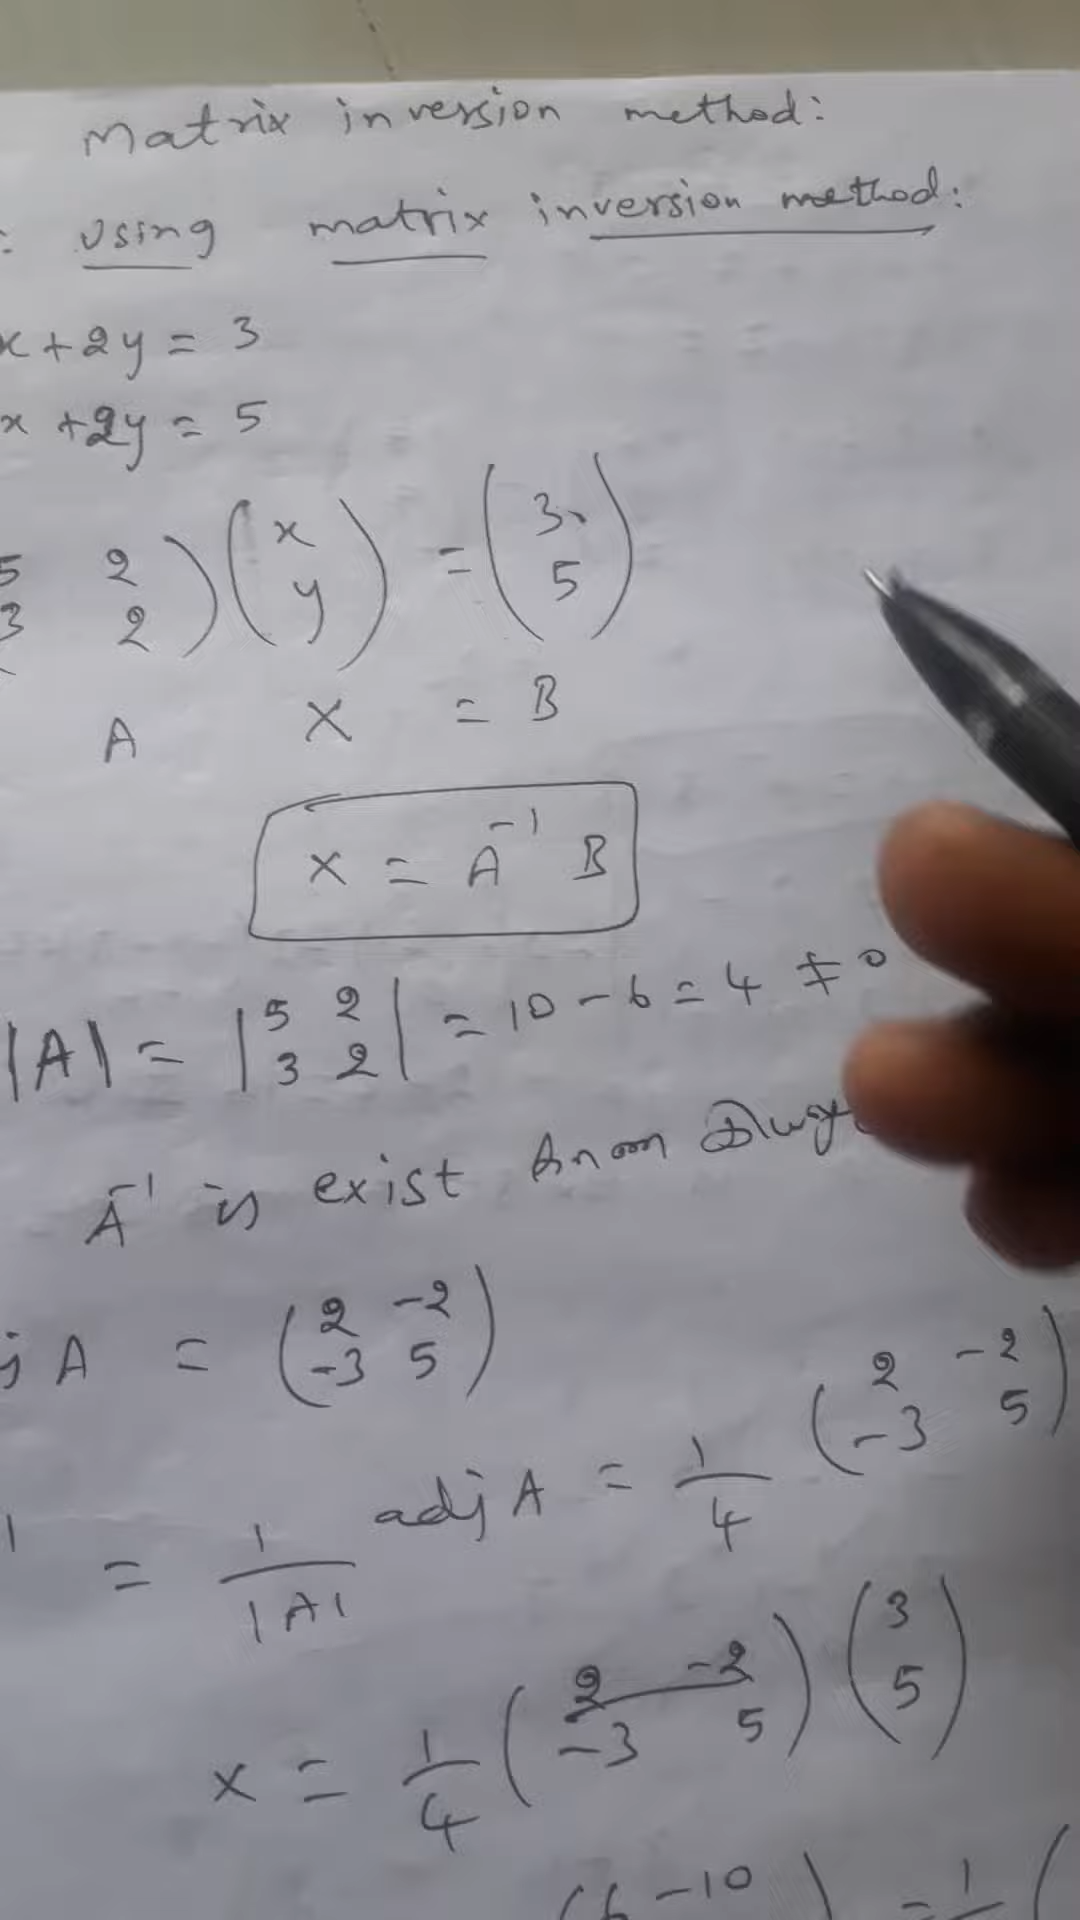 Matrix inversion method:
: Using matrix inversion method:
x + 2y = 3
x + 2y = 5
5 2 ) ( x ) = ( 3
3 2 ) ( y ) ( 5 )
A X = B
X = A⁻¹ B
|A| = | 5 2 | = 10 - 6 = 4 ≠ 0
3 2
A⁻¹ is exist
j A = ( 2 -2 )
-3 5
( 2 -2 )
-3 5
1 = 1/|A| adj A = 1/4
x = 1/4 ( 2 -2 ) ( 3 )
-3 5 5
( 6 - 10 ) = 1 (